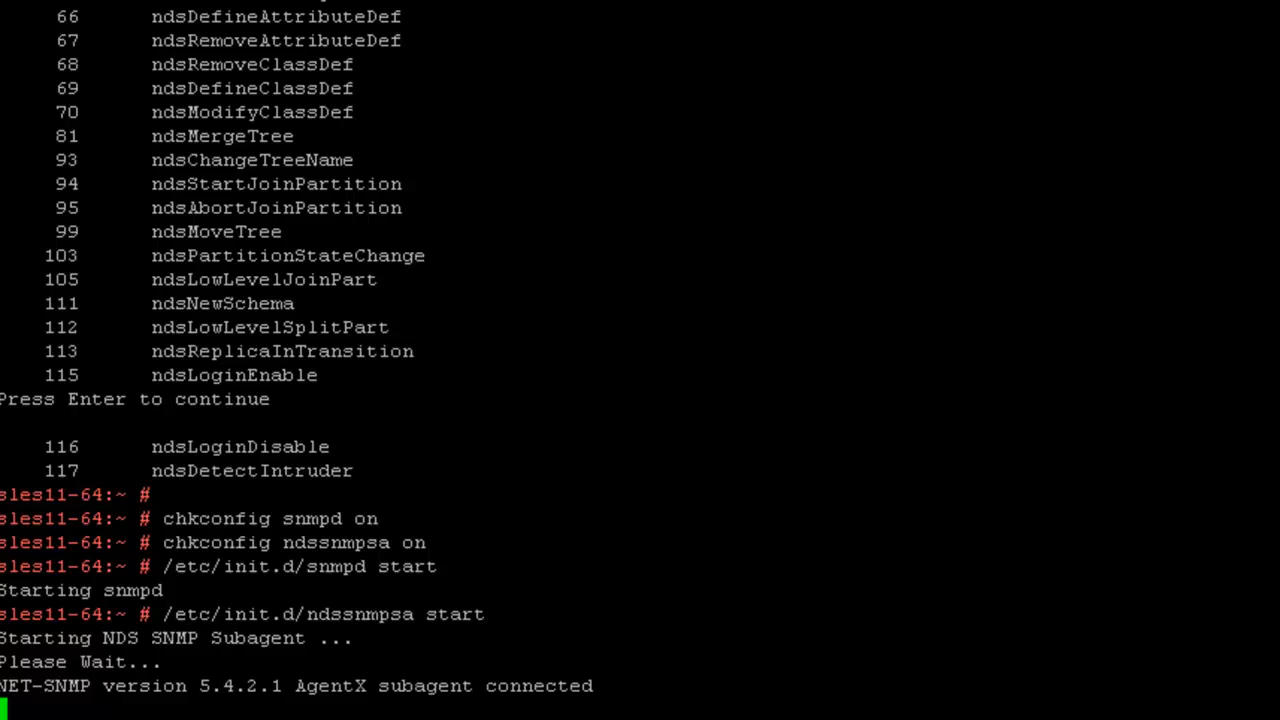 66 ndsDefineAttributeDef
67 ndsRemoveAttributeDef
68 ndsRemoveClassDef
69 ndsDefineClassDef
70 ndsModifyClassDef
81 ndsMergeTree
93 ndsChangeTreeName
94 ndsStartJoinPartition
95 ndsAbortJoinPartition
99 ndsMoveTree
103 ndsPartitionStateChange
105 ndsLowLevelJoinPart
111 ndsNewSchema
112 ndsLowLevelSplitPart
113 ndsReplicaInTransition
115 ndsLoginEnable
Press Enter to continue
116 ndsLoginDisable
117 ndsDetectIntruder
sles11-64:~ #
sles11-64:~ # chkconfig snmpd on
sles11-64:~ # chkconfig ndssnmpsa on
sles11-64:~ # /etc/init.d/snmpd start
Starting snmpd
sles11-64:~ # /etc/init.d/ndssnmpsa start
Starting NDS SNMP Subagent ...
Please Wait...
NET-SNMP version 5.4.2.1 AgentX subagent connected